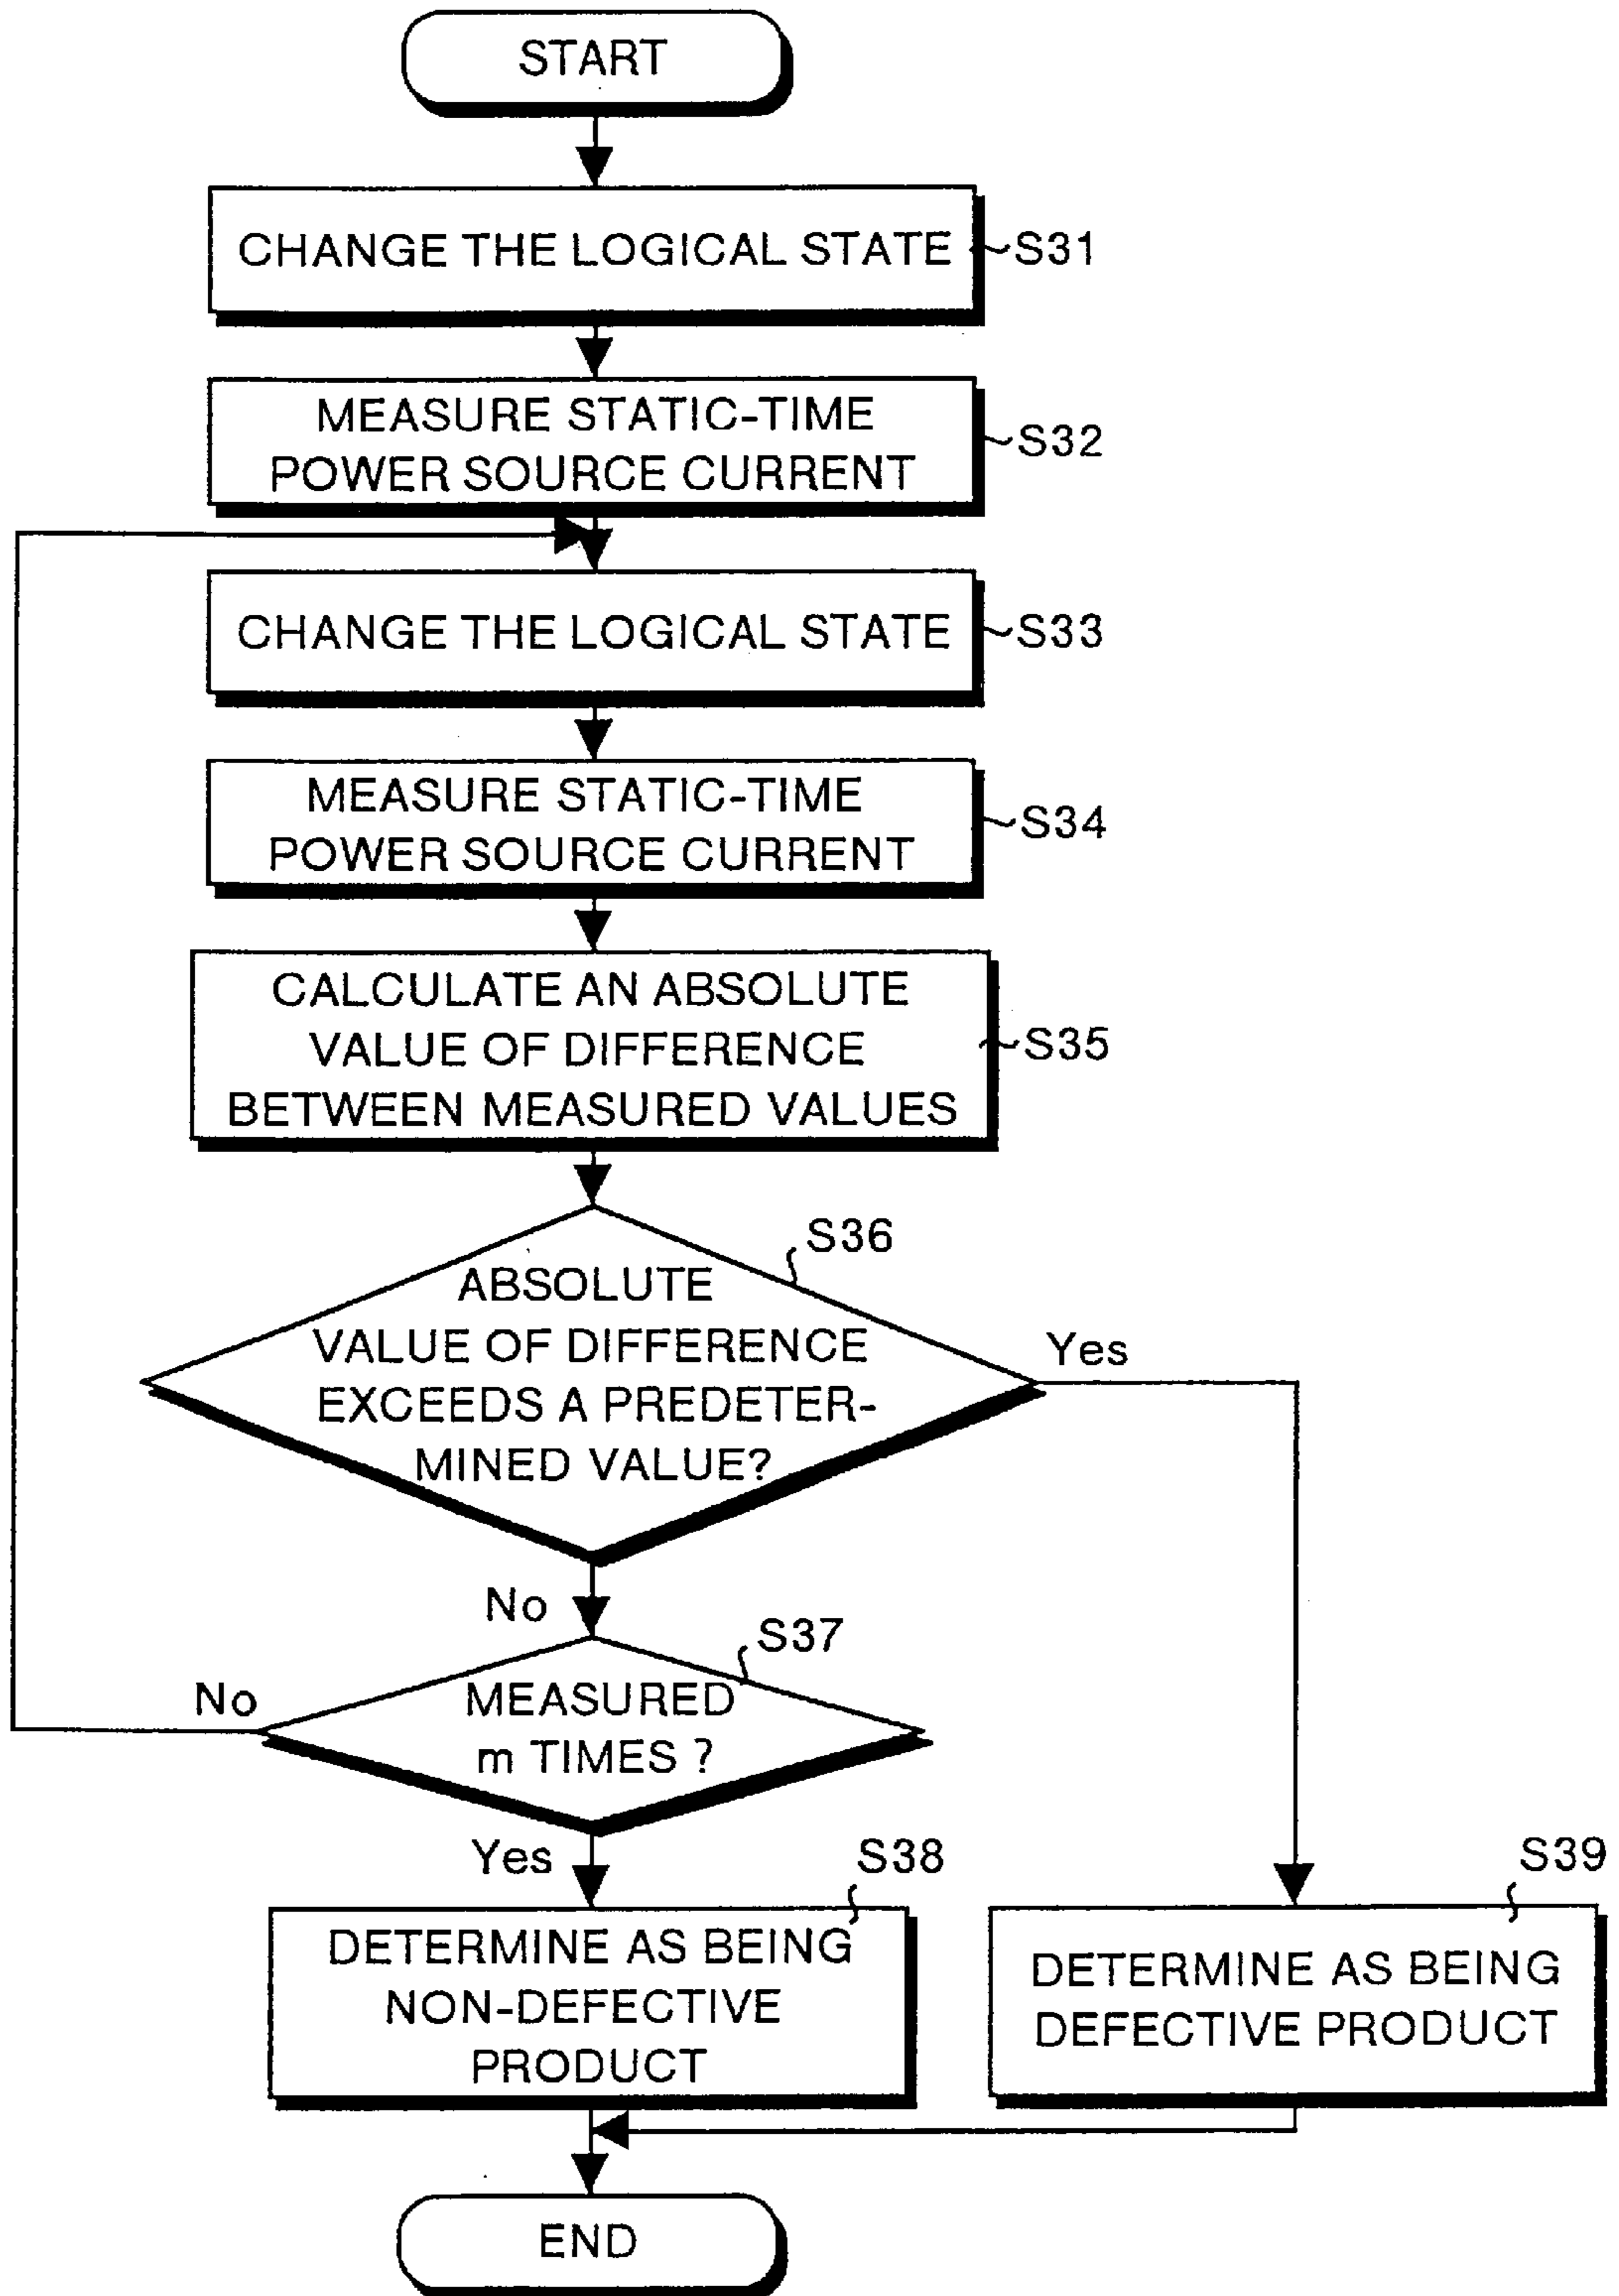 START
CHANGE THE LOGICAL STATE
S31
MEASURE STATIC-TIME
POWER SOURCE CURRENT
S32
CHANGE THE LOGICAL STATE
S33
MEASURE STATIC-TIME
POWER SOURCE CURRENT
S34
CALCULATE AN ABSOLUTE
VALUE OF DIFFERENCE
BETWEEN MEASURED VALUES
S35
S36
ABSOLUTE
VALUE OF DIFFERENCE
EXCEEDS A PREDETER-
MINED VALUE?
Yes
No
S37
MEASURED
m TIMES ?
No
Yes
S38
DETERMINE AS BEING
NON-DEFECTIVE
PRODUCT
S39
DETERMINE AS BEING
DEFECTIVE PRODUCT
END